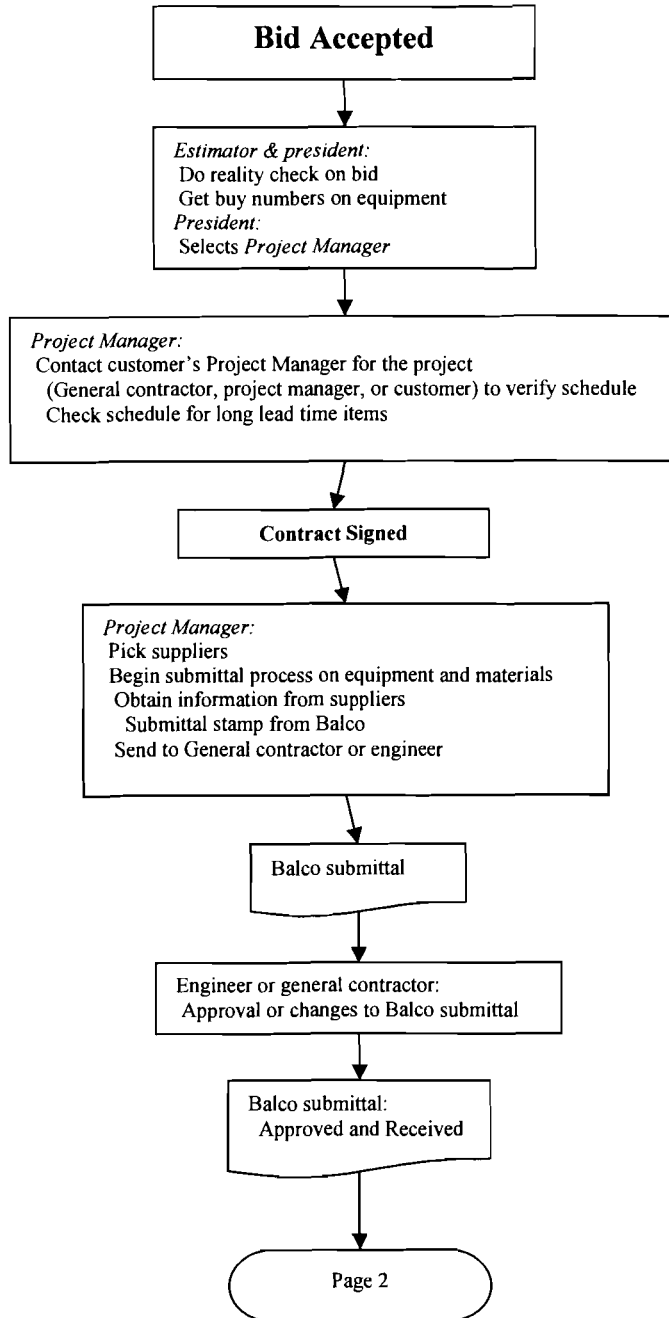 Bid Accepted
Estimator & president:
Do reality check on bid
Get buy numbers on equipment
President:
Selects Project Manager
Project Manager:
Contact customer's Project Manager for the project
(General contractor, project manager, or customer) to verify schedule
Check schedule for long lead time items
Contract Signed
Project Manager:
Pick suppliers
Begin submittal process on equipment and materials
Obtain information from suppliers
Submittal stamp from Balco
Send to General contractor or engineer
Balco submittal
Engineer or general contractor:
Approval or changes to Balco submittal
Balco submittal:
Approved and Received
Page 2